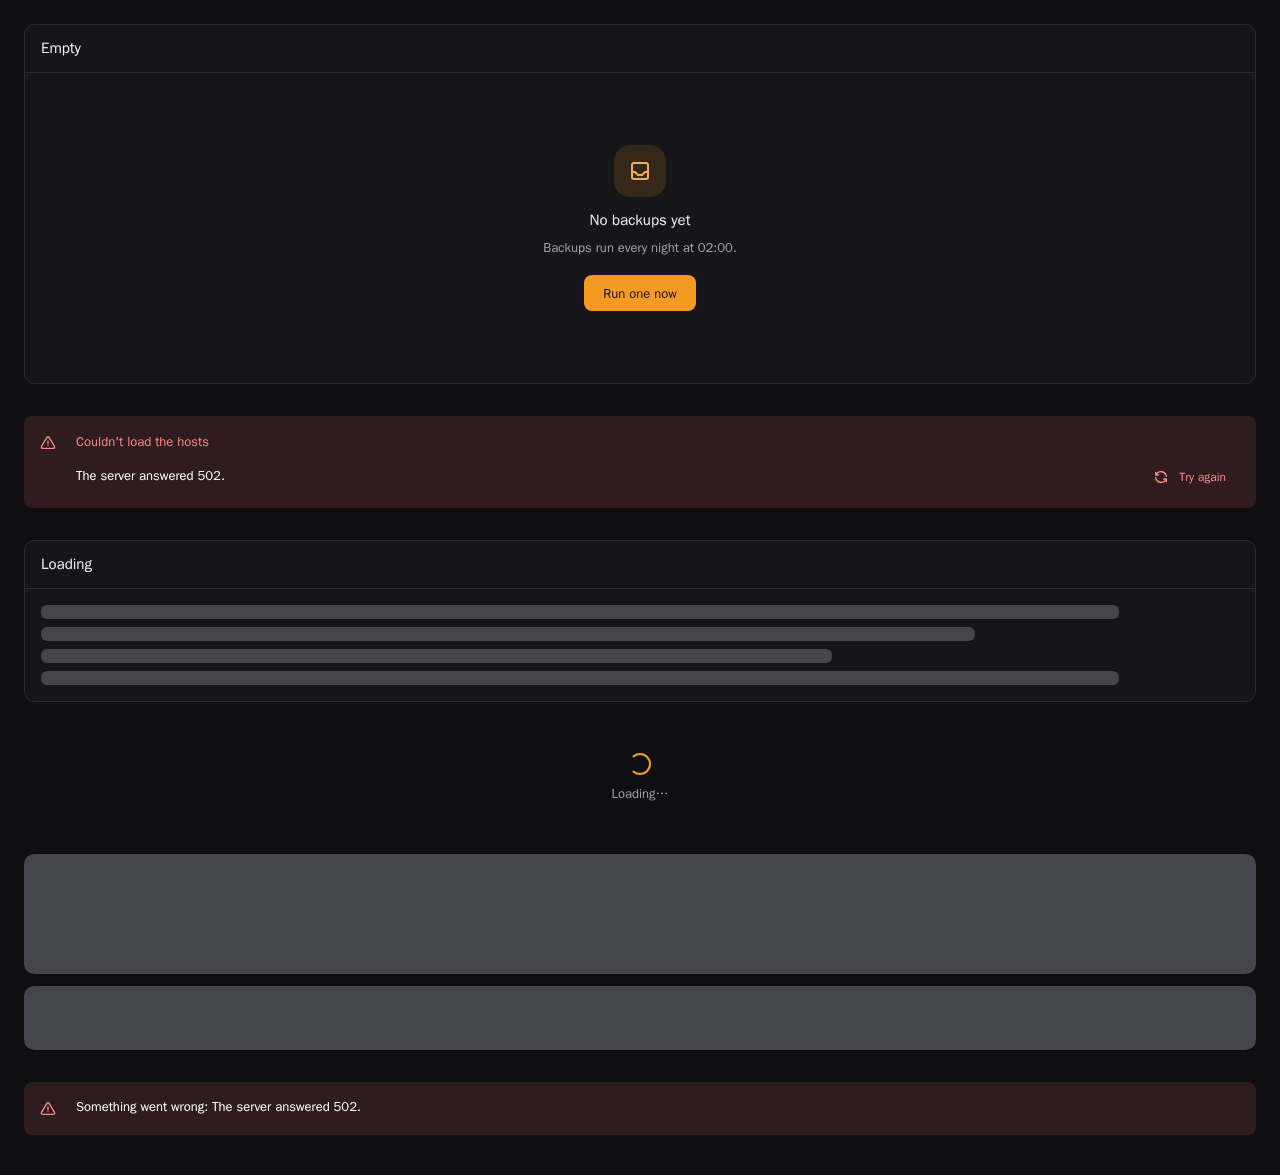 Empty
No backups yet
Backups run every night at 02:00.
Run one now
Couldn't load the hosts
The server answered 502.
Try again
Loading
Loading…
Something went wrong: The server answered 502.